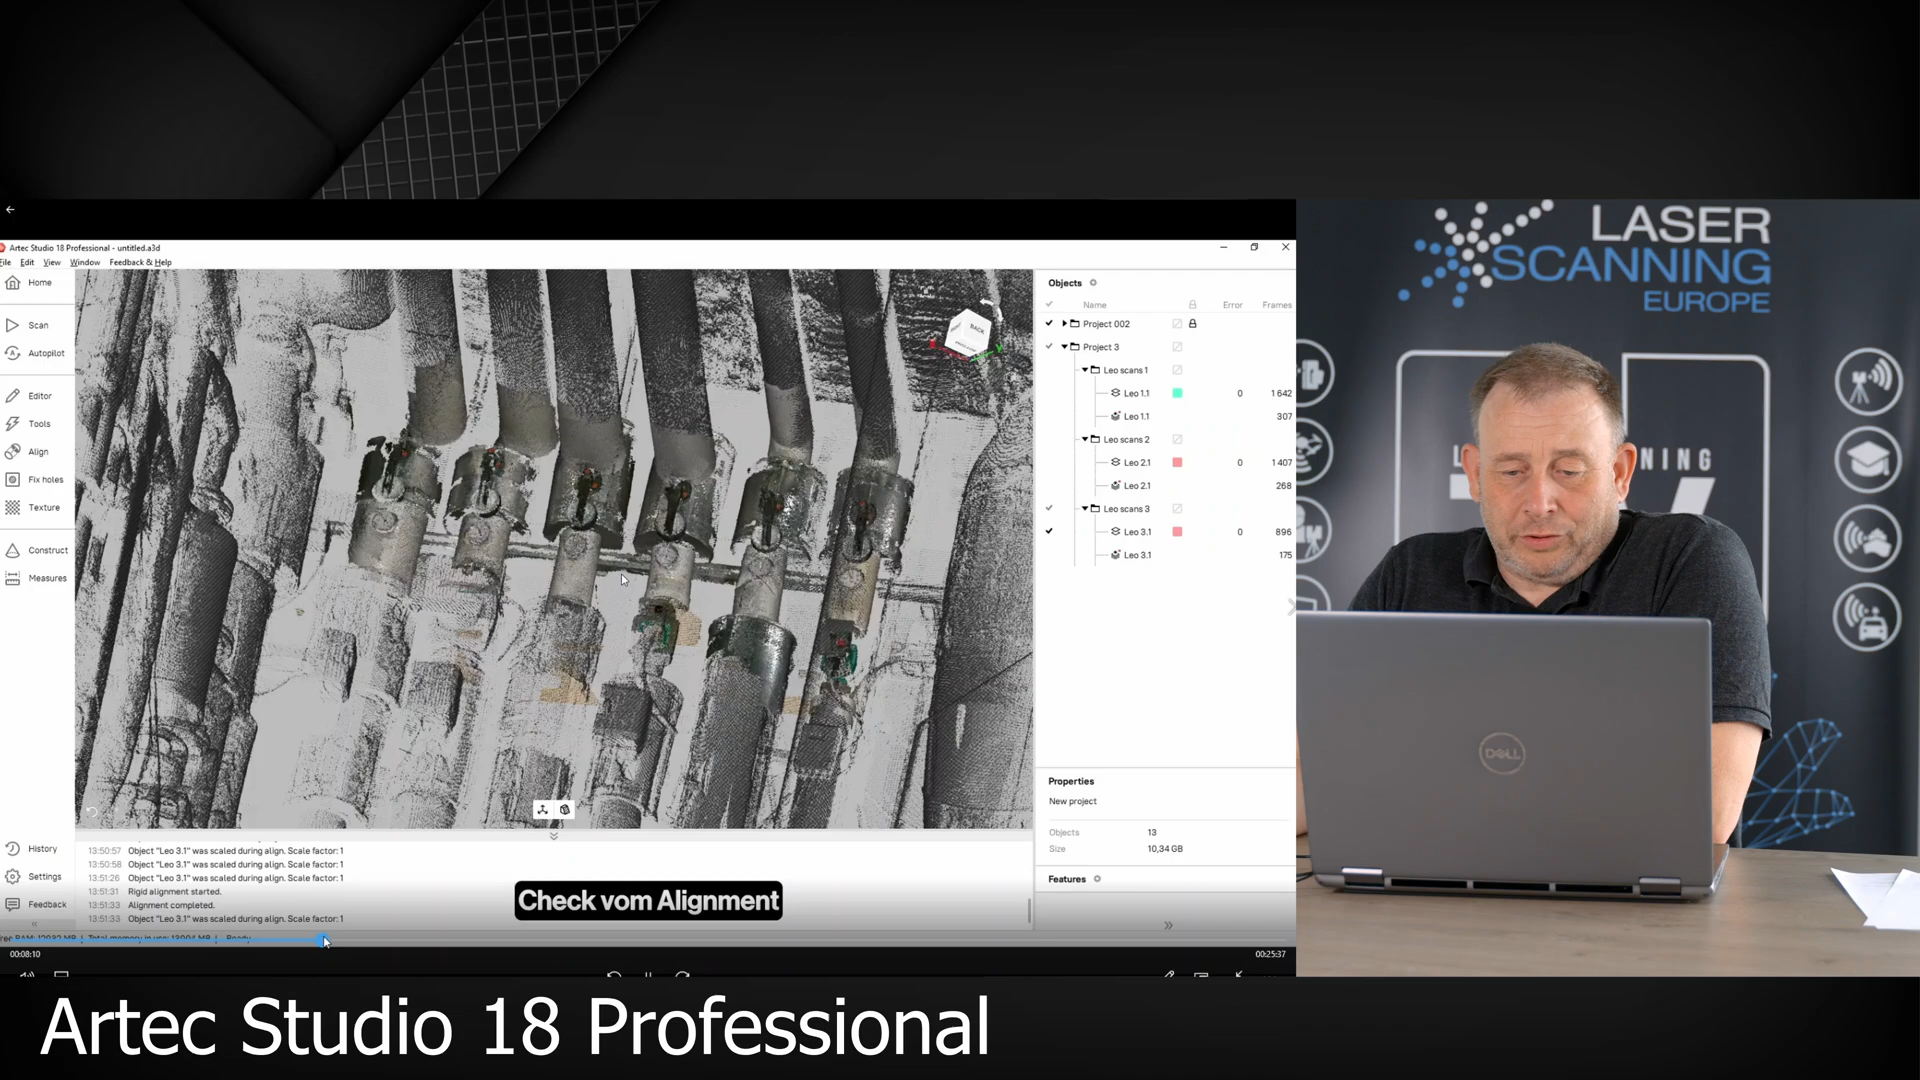 Artec Studio 18 Professional - untitled.a3d
File Edit View Window Feedback & Help
Home
Scan
Autopilot
Editor
Tools
Align
Fix holes
Texture
Construct
Measures
History
Settings
Feedback
BACK
Objects
Name Error Frames
Project 002
Project 3
Leo scans 1
Leo 1.1 0 1 642
Leo 1.1 307
Leo scans 2
Leo 2.1 0 1 407
Leo 2.1 268
Leo scans 3
Leo 3.1 0 896
Leo 3.1 175
Properties
New project
Objects 13
Size 10,34 GB
Features
13:50:57 Object "Leo 3.1" was scaled during align. Scale factor: 1
13:50:58 Object "Leo 3.1" was scaled during align. Scale factor: 1
13:51:26 Object "Leo 3.1" was scaled during align. Scale factor: 1
13:51:31 Rigid alignment started.
13:51:33 Alignment completed.
13:51:33 Object "Leo 3.1" was scaled during align. Scale factor: 1
Check vom Alignment
Ready
00:08:10
00:25:37
LASER
SCANNING
EUROPE
DELL
Artec Studio 18 Professional